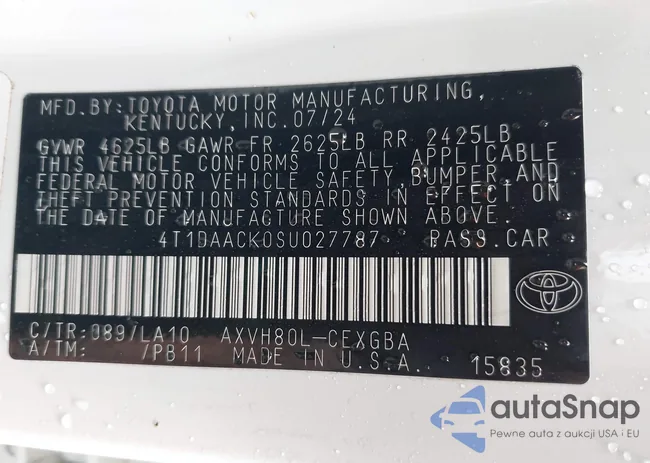 MFD. BY: TOYOTA MOTOR MANUFACTURING,
KENTUCKY, INC. 07/24
GVWR 4625LB GAWR FR 2625LB RR 2425LB
THIS VEHICLE CONFORMS TO ALL APPLICABLE
FEDERAL MOTOR VEHICLE SAFETY, BUMPER, AND
THEFT PREVENTION STANDARDS IN EFFECT ON
THE DATE OF MANUFACTURE SHOWN ABOVE.
4T1DAACK0SU027787 PASS. CAR
C/TR: 089/LA10 AXVH80L-CEXGBA
A/TM: /PB11 MADE IN U.S.A. 15835
autaSnap
Pewne auta z aukcji USA i EU